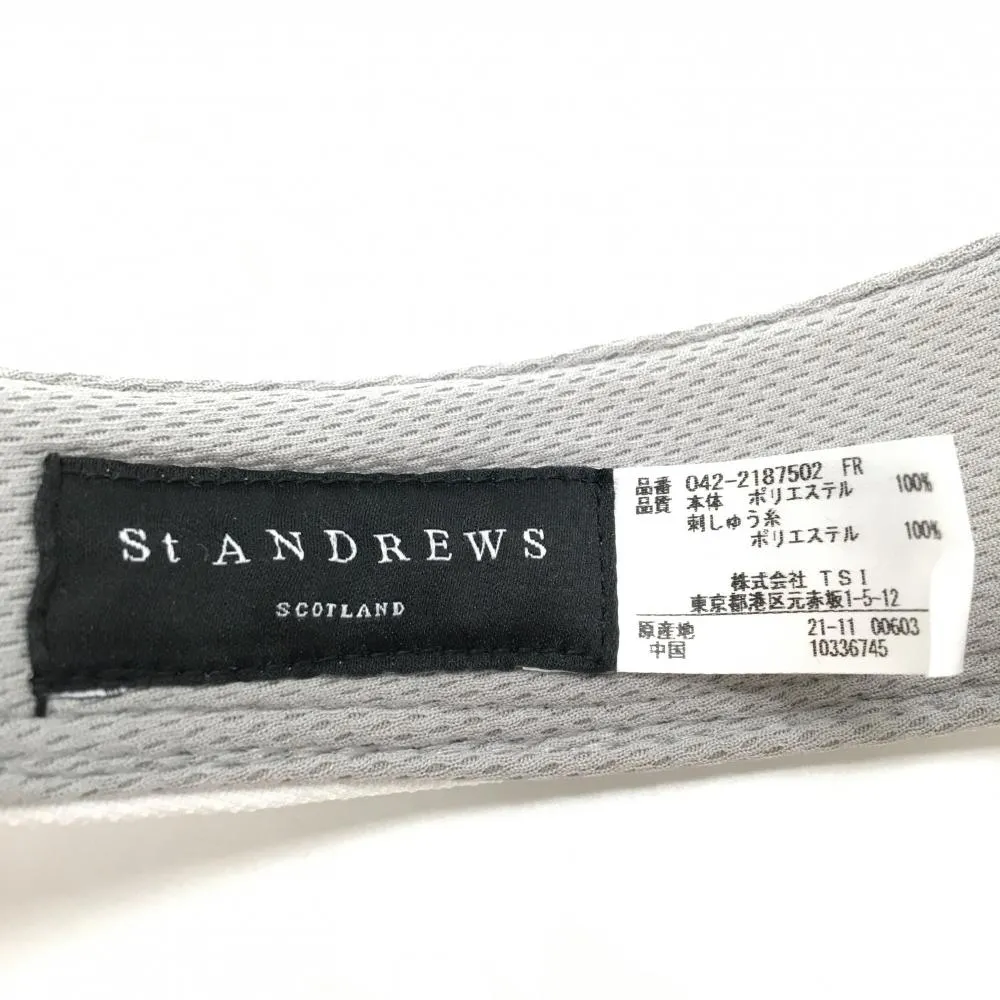 St ANDREWS
SCOTLAND
品番 042-2187502 FR
品質 本体 ポリエステル 100%
刺しゅう糸
ポリエステル 100%
株式会社 TSI
東京都港区元赤坂1-5-12
原産地 21-11 00603
中国 10336745